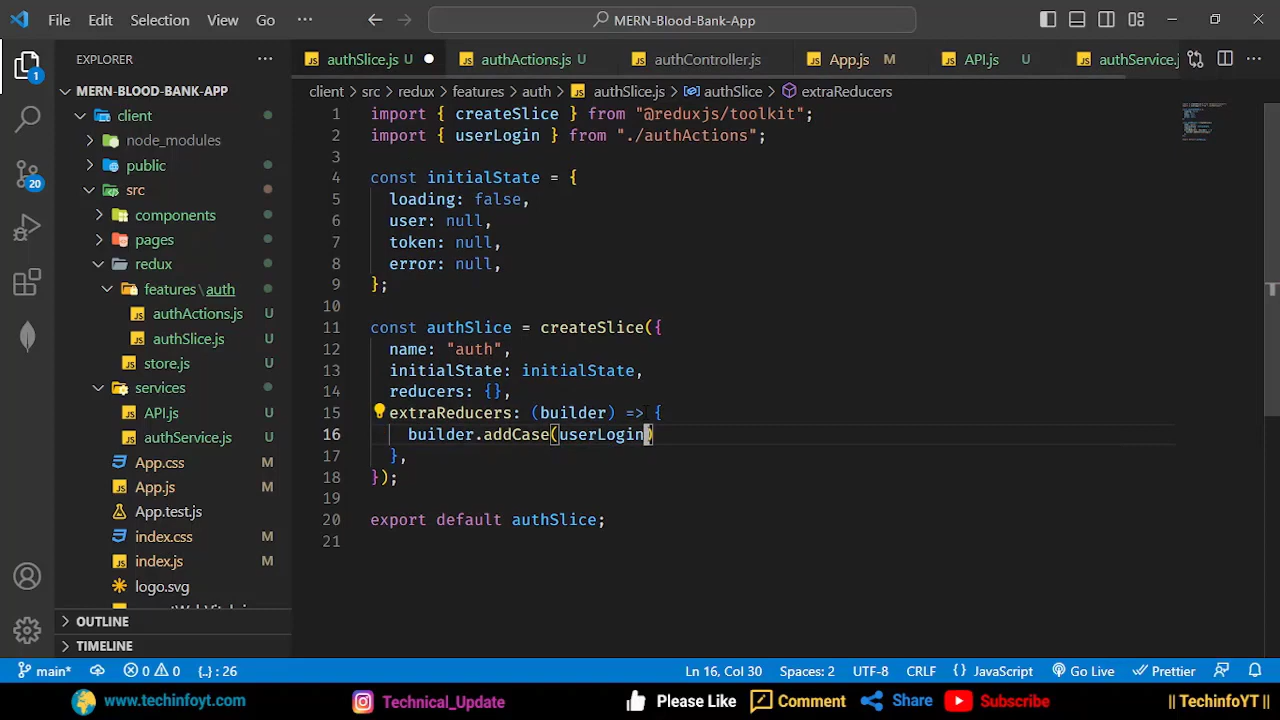 File Edit Selection View Go ··· MERN-Blood-Bank-App
EXPLORER ···
authSlice.js U authActions.js U authController.js App.js M API.js U authService.
client > src > redux > features > auth > authSlice.js > authSlice > extraReducers
MERN-BLOOD-BANK-APP
client
node_modules
public
src
components
pages
redux
features\auth
authActions.js U
authSlice.js U
store.js U
services
API.js U
authService.js U
App.css M
App.js M
App.test.js
index.css M
index.js M
logo.svg
OUTLINE
TIMELINE
1
20
1 import { createSlice } from "@reduxjs/toolkit";
2 import { userLogin } from "./authActions";
3
4 const initialState = {
5 loading: false,
6 user: null,
7 token: null,
8 error: null,
9 };
10
11 const authSlice = createSlice({
12 name: "auth",
13 initialState: initialState,
14 reducers: {},
15 extraReducers: (builder) => {
16 builder.addCase(userLogin)
17 },
18 });
19
20 export default authSlice;
21
main* 0 0 {..} : 26 Ln 16, Col 30 Spaces: 2 UTF-8 CRLF {} JavaScript Go Live Prettier
www.techinfoyt.com Technical_Update Please Like Comment Share Subscribe || TechinfoYT ||